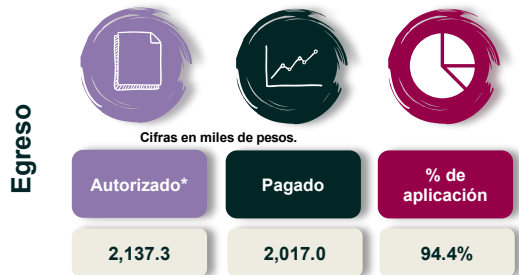 Egreso
Cifras en miles de pesos.
Autorizado*
Pagado
% de
aplicación
2,137.3
2,017.0
94.4%